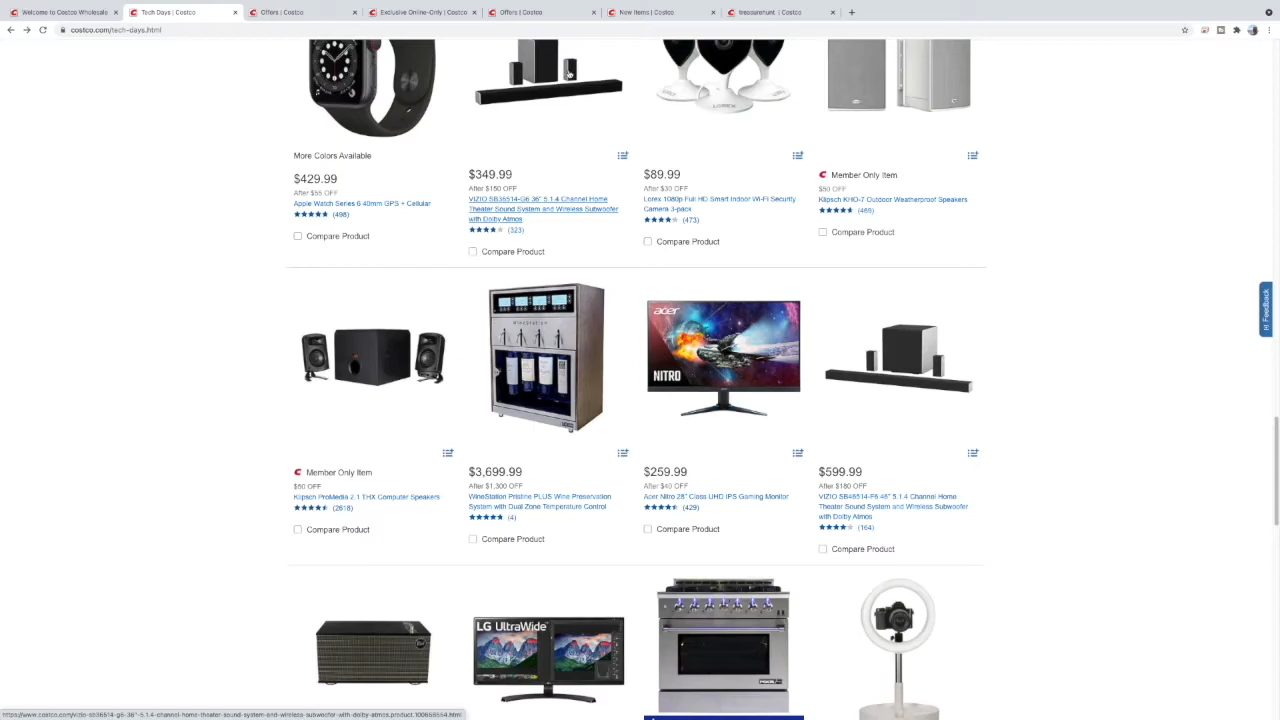 Welcome to Costco Wholesale
Tech Days | Costco
Offers | Costco
Exclusive Online-Only | Costco
Offers | Costco
New Items | Costco
treasurehunt | Costco
costco.com/tech-days.html
LOREX
More Colors Available
$429.99
After $55 OFF
Apple Watch Series 6 40mm GPS + Cellular
(498)
Compare Product
$349.99
After $150 OFF
VIZIO SB36514-G6 36" 5.1.4 Channel Home
Theater Sound System and Wireless Subwoofer
with Dolby Atmos
(323)
Compare Product
$89.99
After $30 OFF
Lorex 1080p Full HD Smart Indoor Wi-Fi Security
Camera 3-pack
(473)
Compare Product
Member Only Item
$50 OFF
Klipsch KHO-7 Outdoor Weatherproof Speakers
(469)
Compare Product
Feedback
WINESTATION
acer
NITRO
Member Only Item
$50 OFF
Klipsch ProMedia 2.1 THX Computer Speakers
(2618)
Compare Product
$3,699.99
After $1,300 OFF
WineStation Pristine PLUS Wine Preservation
System with Dual Zone Temperature Control
(4)
Compare Product
$259.99
After $40 OFF
Acer Nitro 28" Class UHD IPS Gaming Monitor
(429)
Compare Product
$599.99
After $180 OFF
VIZIO SB46514-F6 46" 5.1.4 Channel Home
Theater Sound System and Wireless Subwoofer
with Dolby Atmos
(164)
Compare Product
LG UltraWide
https://www.costco.com/vizio-sb36514-g6-36"-5.1.4-channel-home-theater-sound-system-and-wireless-subwoofer-with-dolby-atmos.product.100688554.html